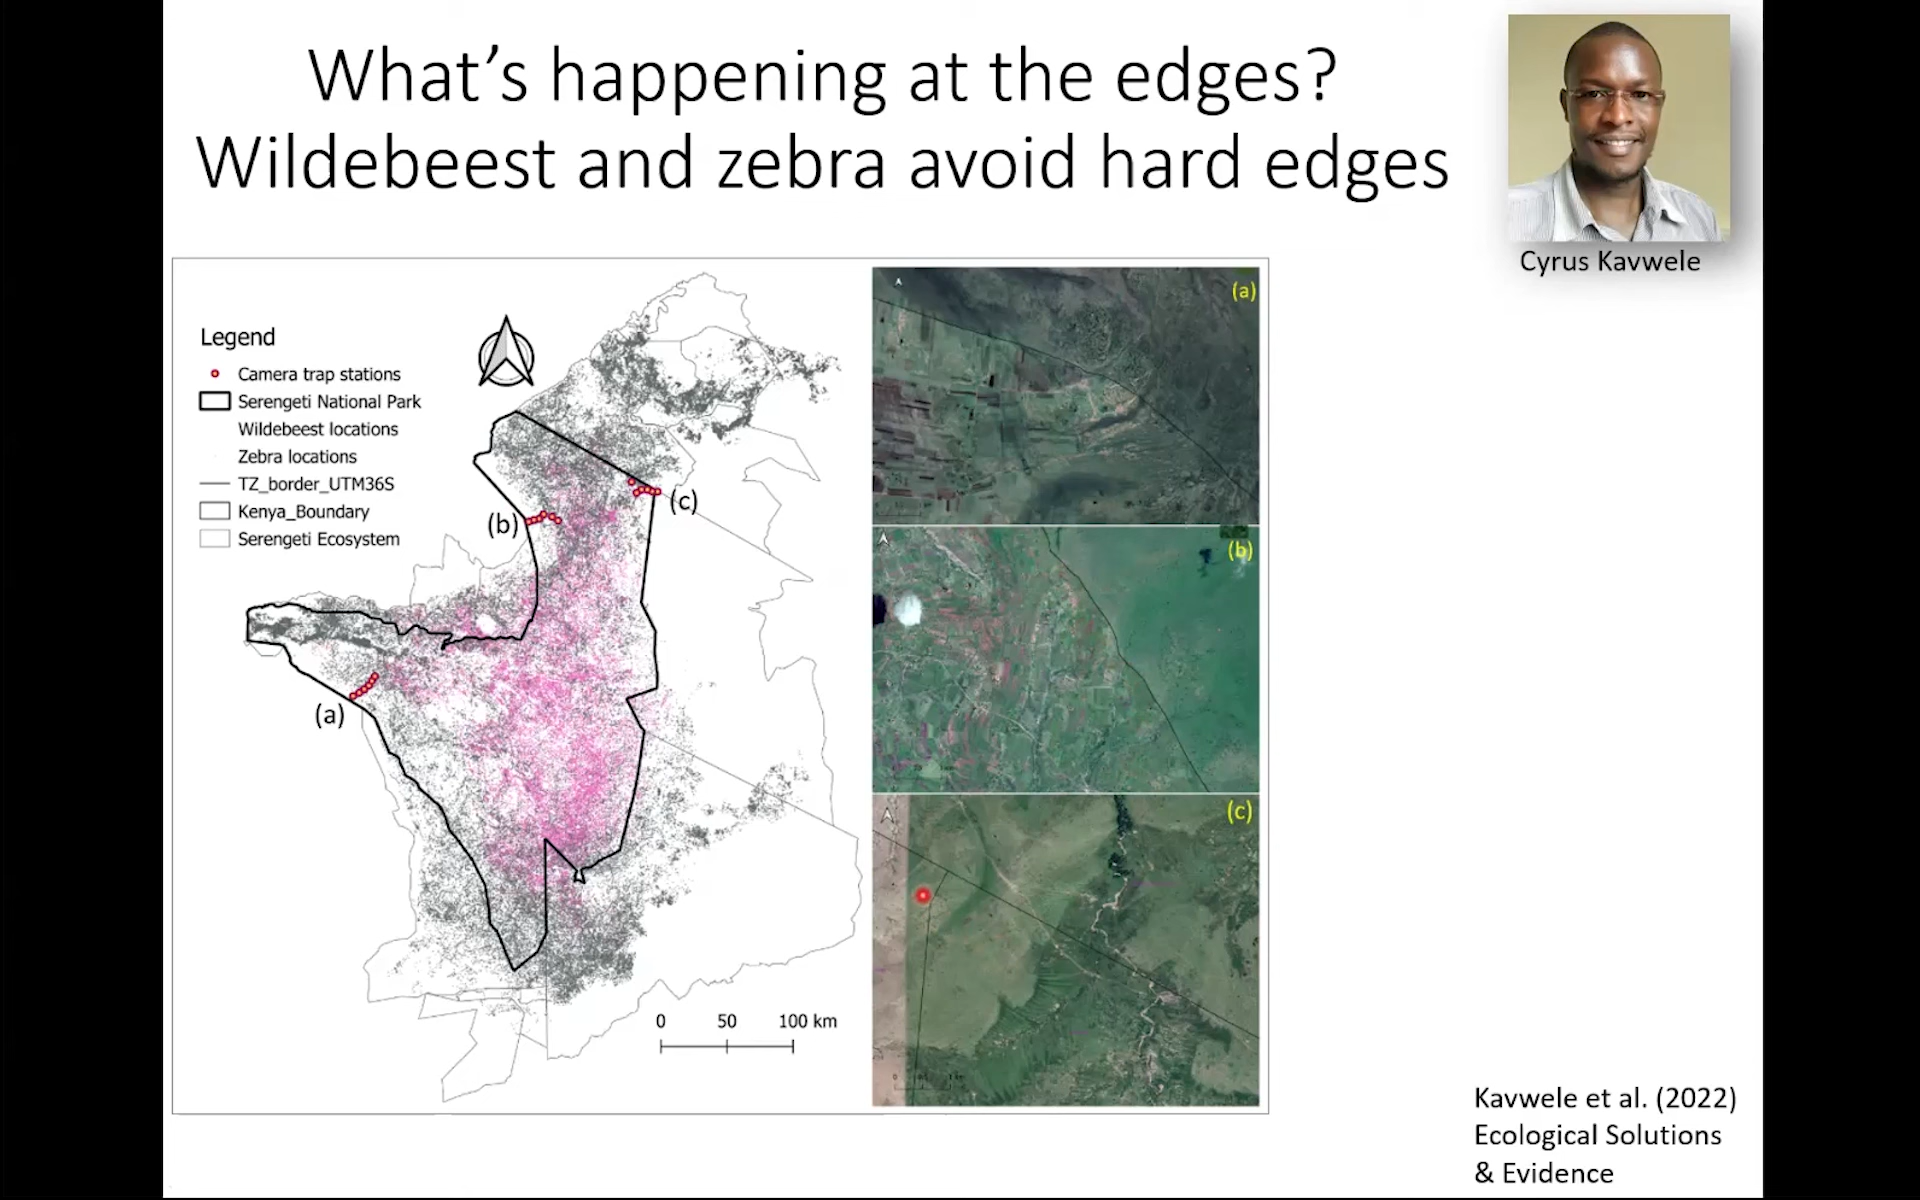 What's happening at the edges?
Wildebeest and zebra avoid hard edges
Cyrus Kavwele
Legend
Camera trap stations
Serengeti National Park
Wildebeest locations
Zebra locations
TZ_border_UTM36S
Kenya_Boundary
Serengeti Ecosystem
(a)
(b)
(c)
0 50 100 km
(a)
(b)
(c)
Kavwele et al. (2022)
Ecological Solutions
& Evidence